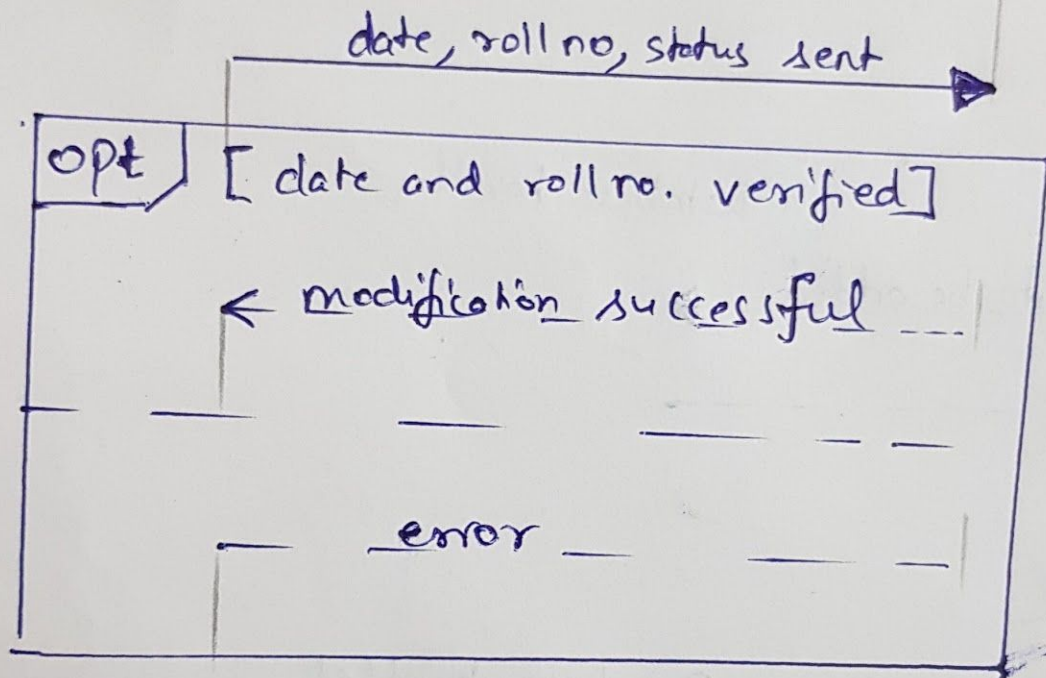 date, roll no, status sent
opt [ date and roll no. verified]
modification successful
error